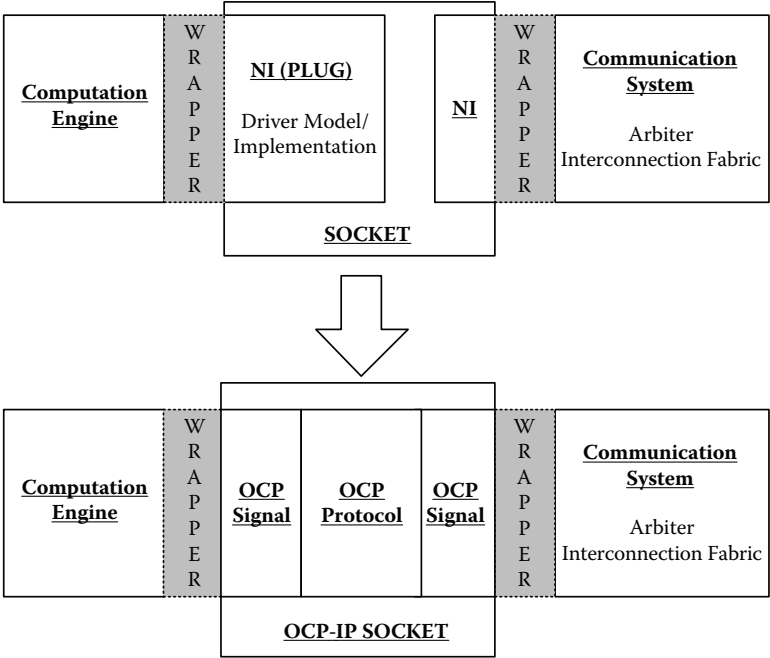 Computation
Engine
W
R
A
P
P
E
R
NI (PLUG)
Driver Model/
Implementation
NI
W
R
A
P
P
E
R
Communication
System
Arbiter
Interconnection Fabric
SOCKET
Computation
Engine
W
R
A
P
P
E
R
OCP
Signal
OCP
Protocol
OCP
Signal
W
R
A
P
P
E
R
Communication
System
Arbiter
Interconnection Fabric
OCP-IP SOCKET